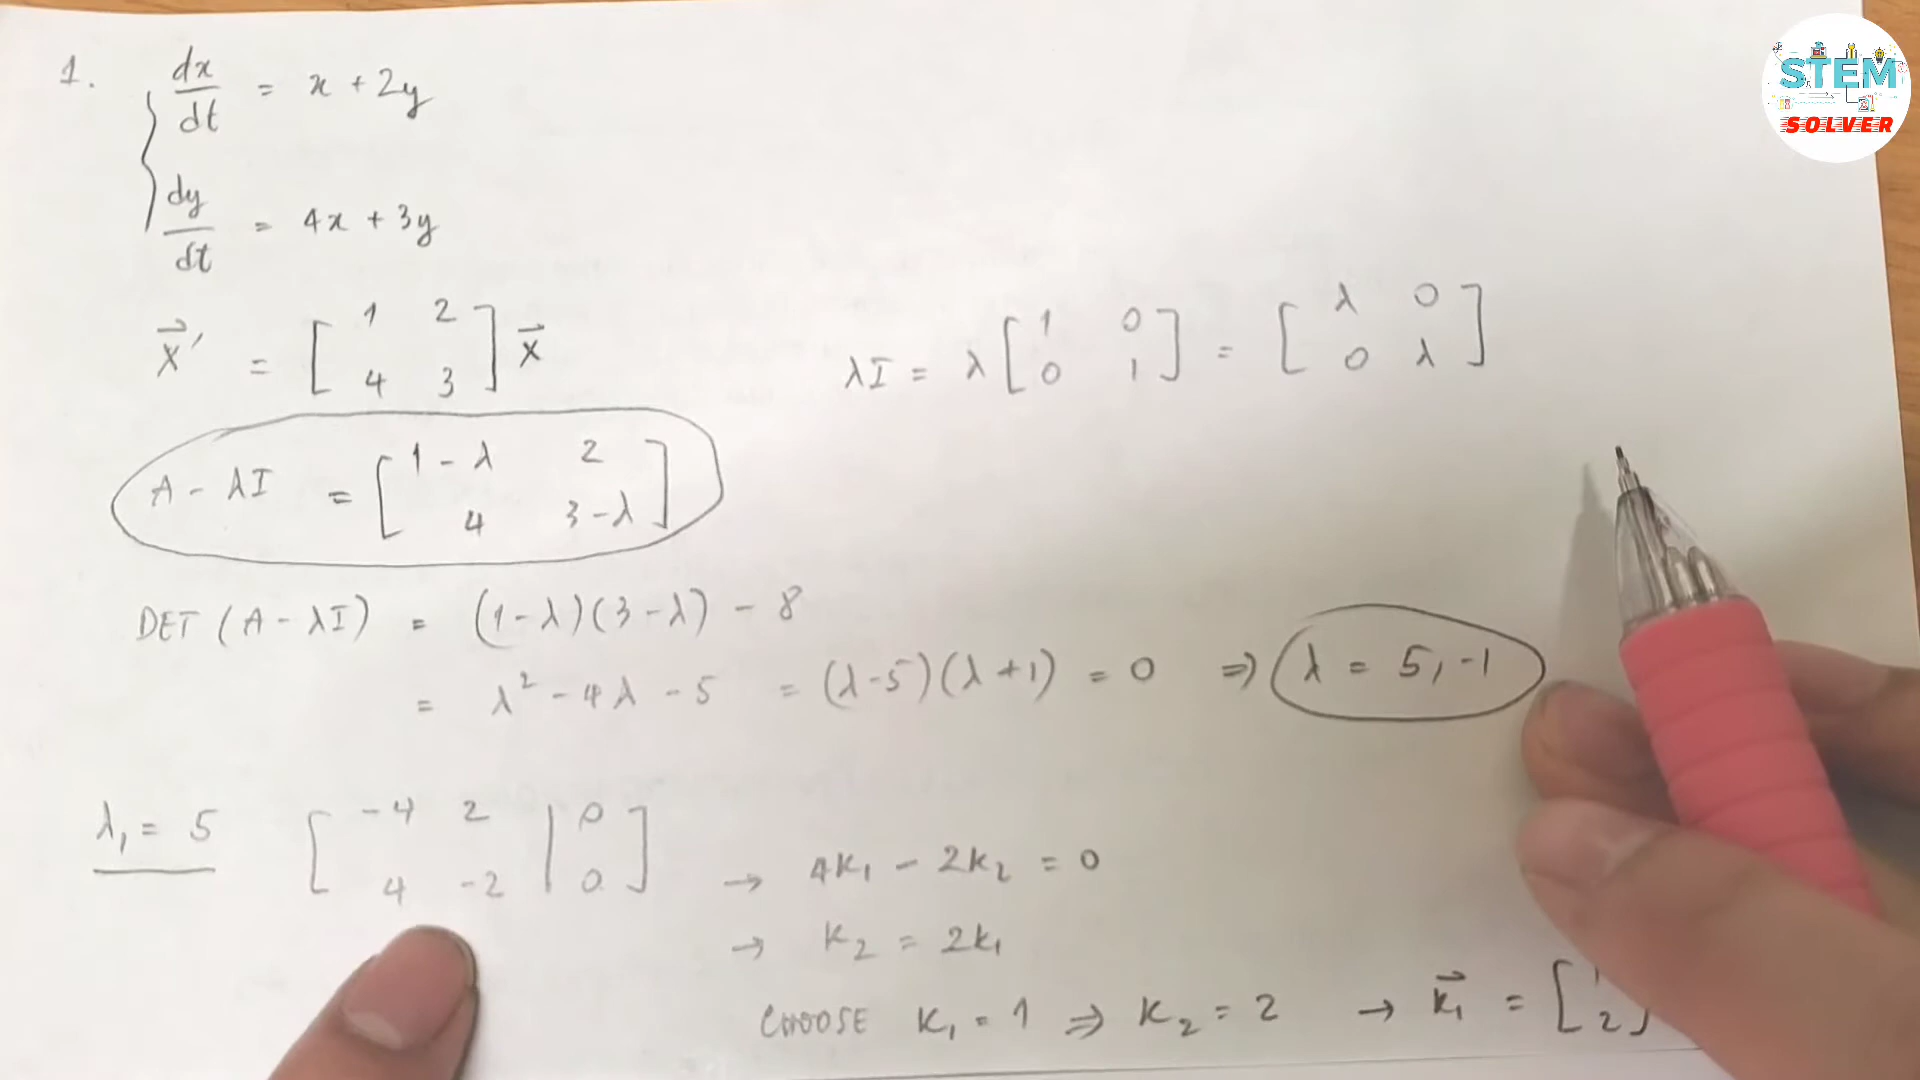 1. dx/dt = x + 2y
dy/dt = 4x + 3y
x⃗' = [1 2; 4 3] x⃗
λI = λ [1 0; 0 1] = [λ 0; 0 λ]
A - λI = [1 - λ 2; 4 3 - λ]
DET (A - λI) = (1 - λ)(3 - λ) - 8
= λ² - 4λ - 5 = (λ - 5)(λ + 1) = 0 ⇒ λ = 5, -1
λ₁ = 5 [-4 2 | 0; 4 -2 | 0] → 4K₁ - 2K₂ = 0
→ K₂ = 2K₁
CHOOSE K₁ = 1 ⇒ K₂ = 2 → K⃗₁ = [1; 2]
STEM
SOLVER